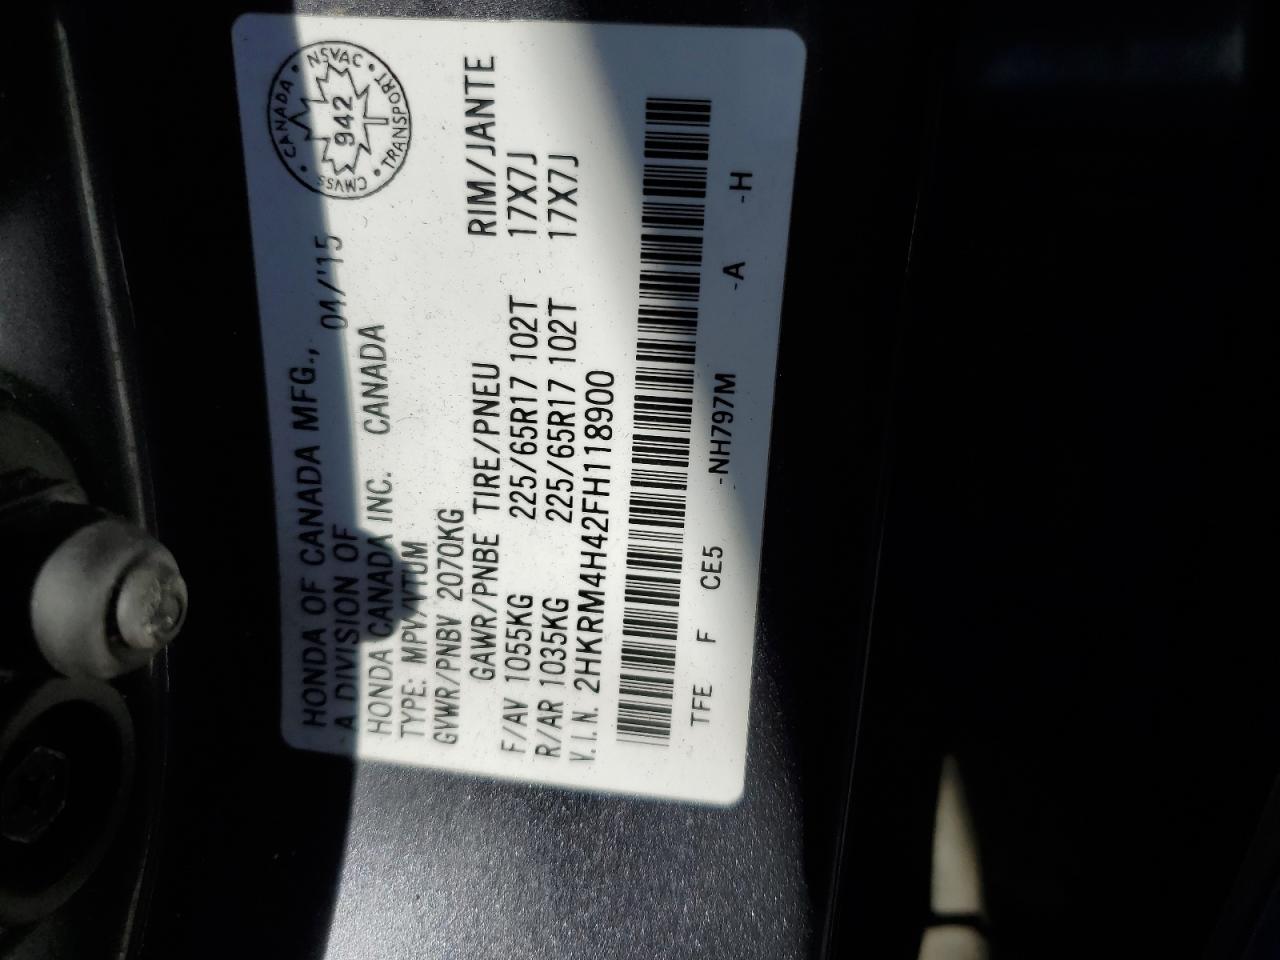 HONDA OF CANADA MFG., 04/'15
A DIVISION OF
HONDA CANADA INC. CANADA
TYPE: MPV/VTUM
GVWR/PNBV 2070KG
GAWR/PNBE TIRE/PNEU RIM/JANTE
F/AV 1055KG 225/65R17 102T 17X7J
R/AR 1035KG 225/65R17 102T 17X7J
V.I.N. 2HKRM4H42FH118900
TFE F CE5 -NH797M -A -H
CANADA • NSVAC • TRANSPORT • CMVSS •
942